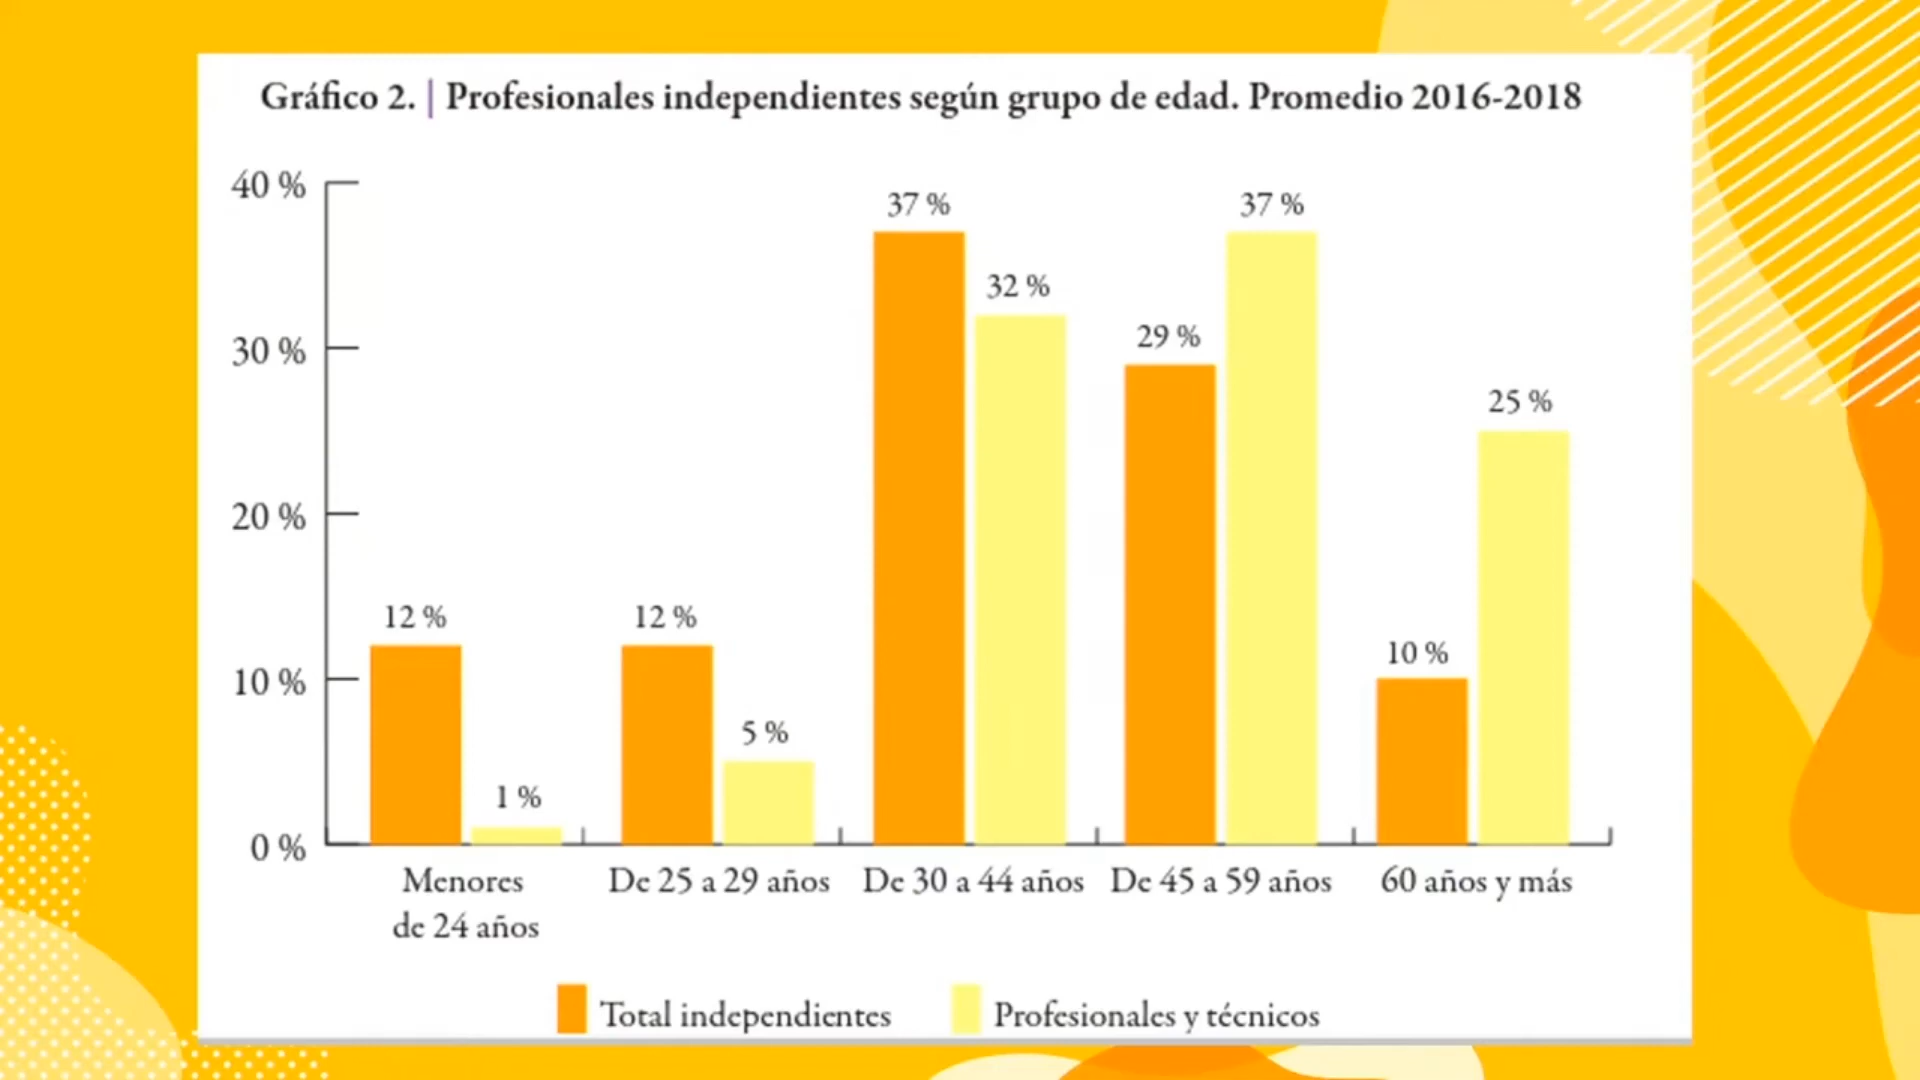 Gráfico 2. | Profesionales independientes según grupo de edad. Promedio 2016-2018
40 %
30 %
20 %
10 %
0 %
12 %
1 %
12 %
5 %
37 %
32 %
29 %
37 %
10 %
25 %
Menores
de 24 años
De 25 a 29 años
De 30 a 44 años
De 45 a 59 años
60 años y más
Total independientes
Profesionales y técnicos